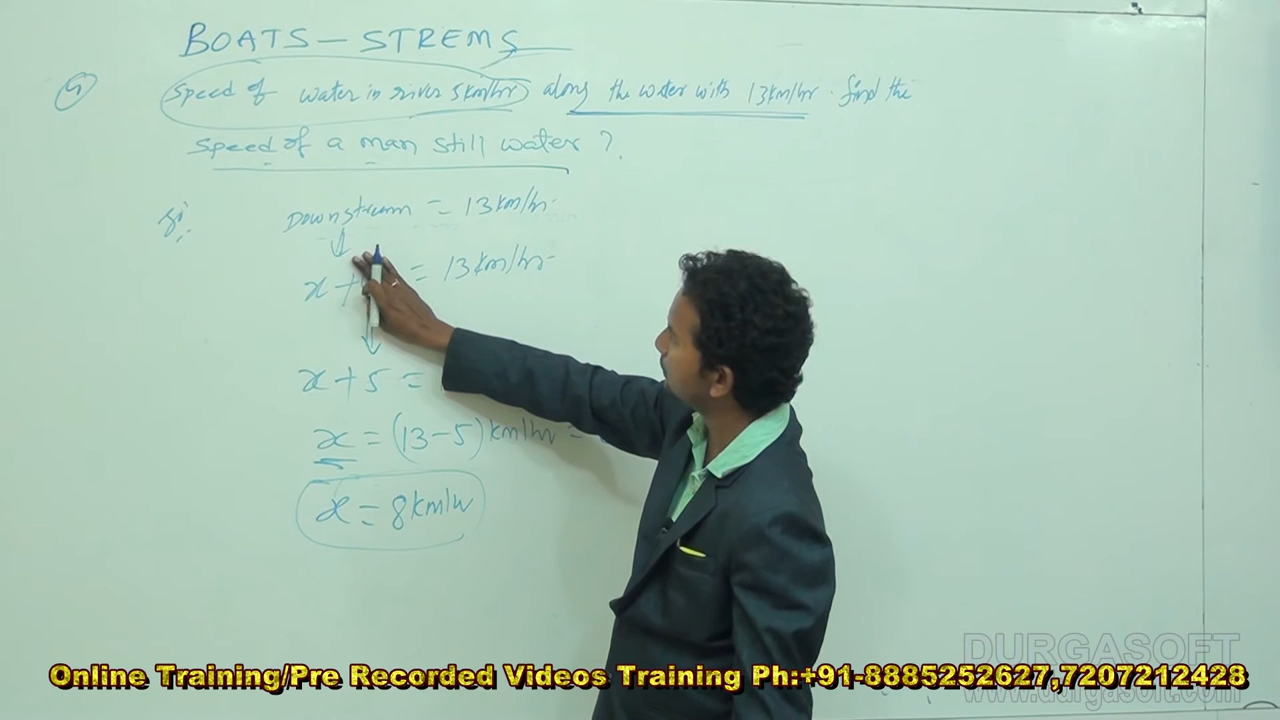 BOATS – STREMS
Q) Speed of water in river 5km/hr along the water with 13km/hr. find the
speed of a man still water ?
Downstream = 13km/hr
x + = 13km/hr
x + 5 =
x = (13 - 5) km/hr =
x = 8km/hr
DURGASOFT
www.durgasoft.com
Online Training/Pre Recorded Videos Training Ph:+91-8885252627,7207212428